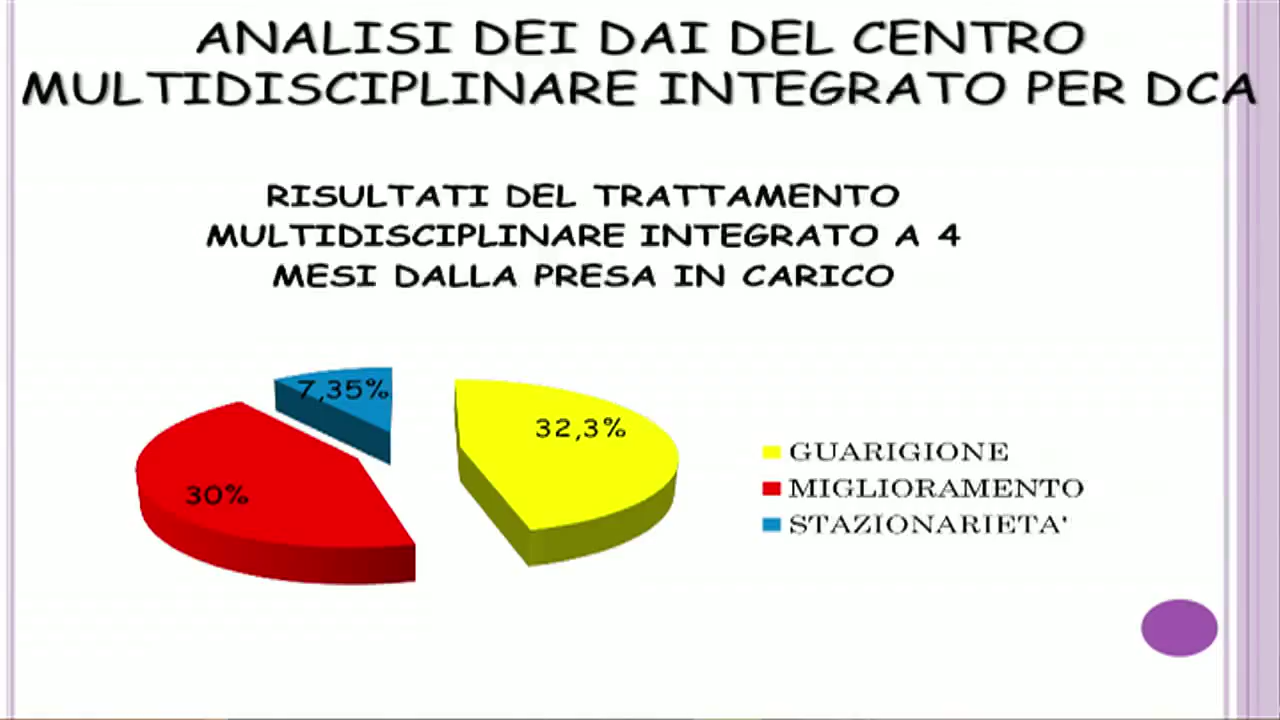 ANALISI DEI DAI DEL CENTRO
MULTIDISCIPLINARE INTEGRATO PER DCA
RISULTATI DEL TRATTAMENTO
MULTIDISCIPLINARE INTEGRATO A 4
MESI DALLA PRESA IN CARICO
7,35%
32,3%
30%
GUARIGIONE
MIGLIORAMENTO
STAZIONARIETA'